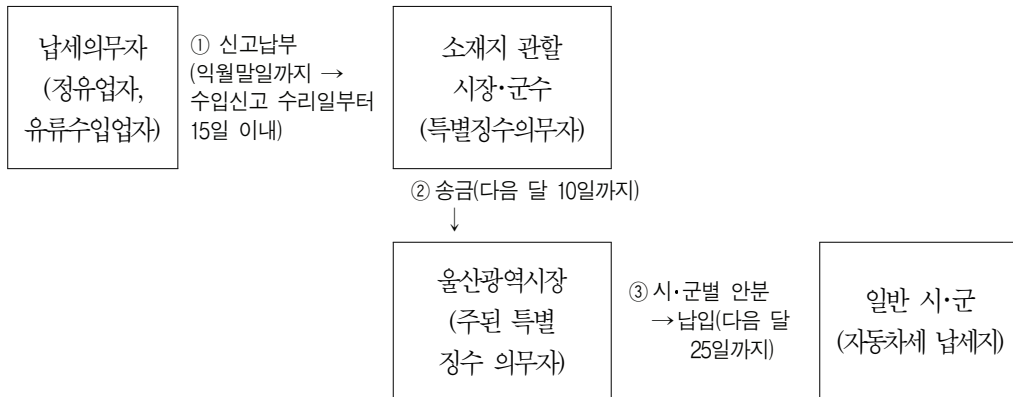 납세의무자
(정유업자,
유류수입업자)
① 신고납부
(익월말일까지 →
수입신고 수리일부터
15일 이내)
소재지 관할
시장·군수
(특별징수의무자)
② 송금(다음 달 10일까지)
↓
울산광역시장
(주된 특별
징수 의무자)
③ 시·군별 안분
→납입(다음 달
25일까지)
일반 시·군
(자동차세 납세지)